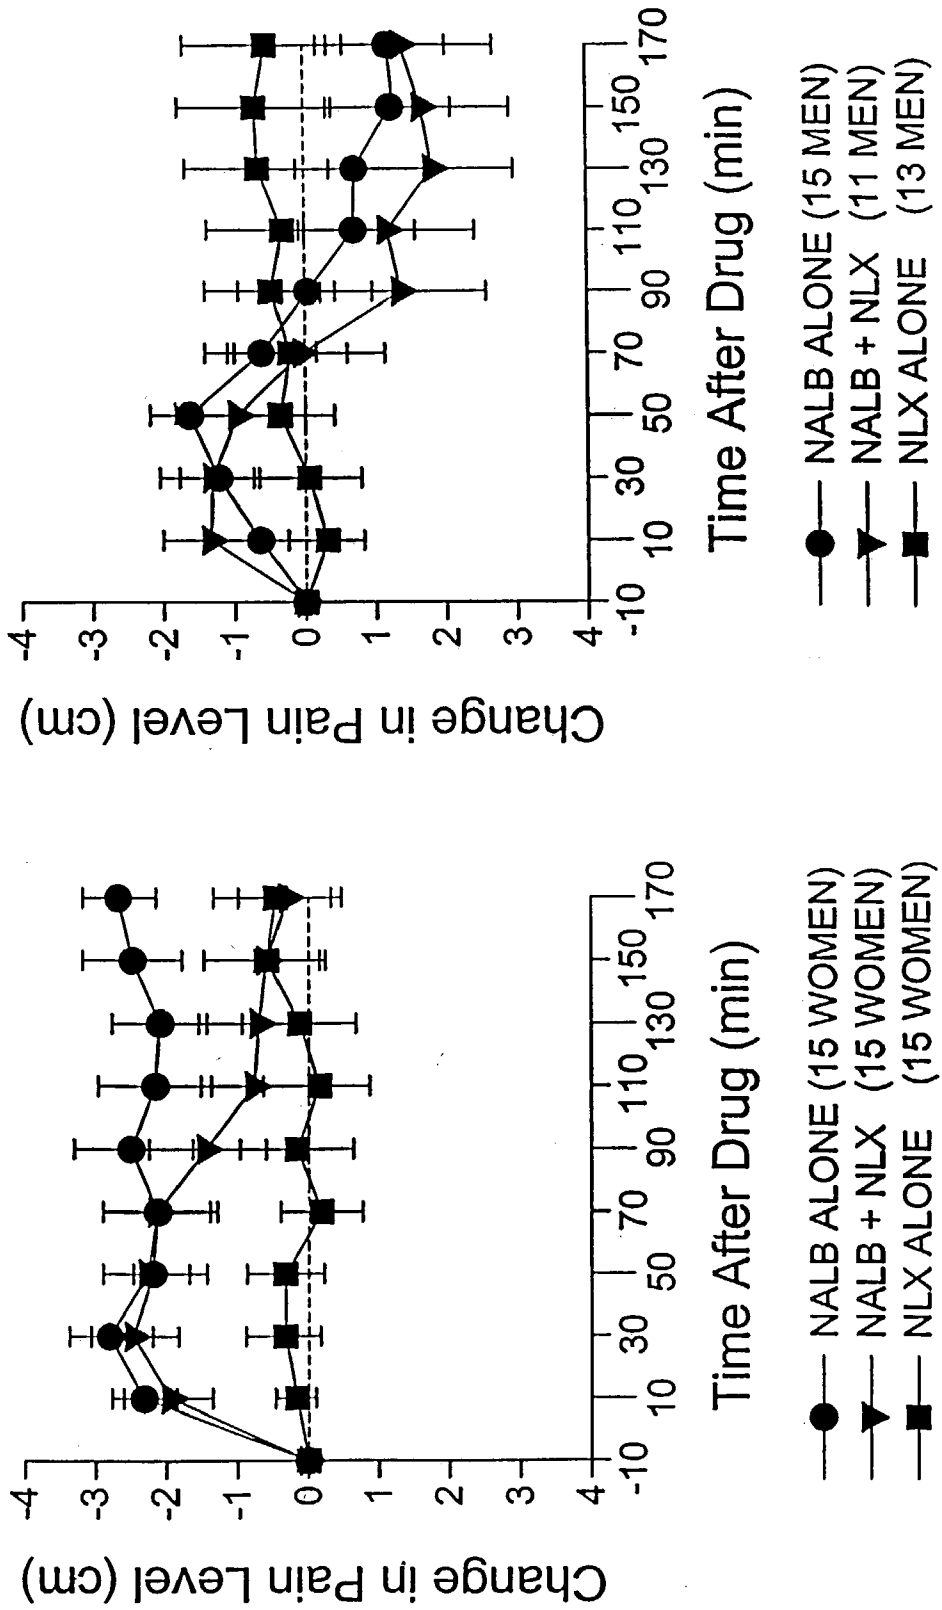 Change in Pain Level (cm)
-4
-3
-2
-1
0
1
2
3
4
-10 10 30 50 70 90 110 130 150 170
Time After Drug (min)
NALB ALONE (15 WOMEN)
NALB + NLX (15 WOMEN)
NLX ALONE (15 WOMEN)
Change in Pain Level (cm)
-4
-3
-2
-1
0
1
2
3
4
-10 10 30 50 70 90 110 130 150 170
Time After Drug (min)
NALB ALONE (15 MEN)
NALB + NLX (11 MEN)
NLX ALONE (13 MEN)